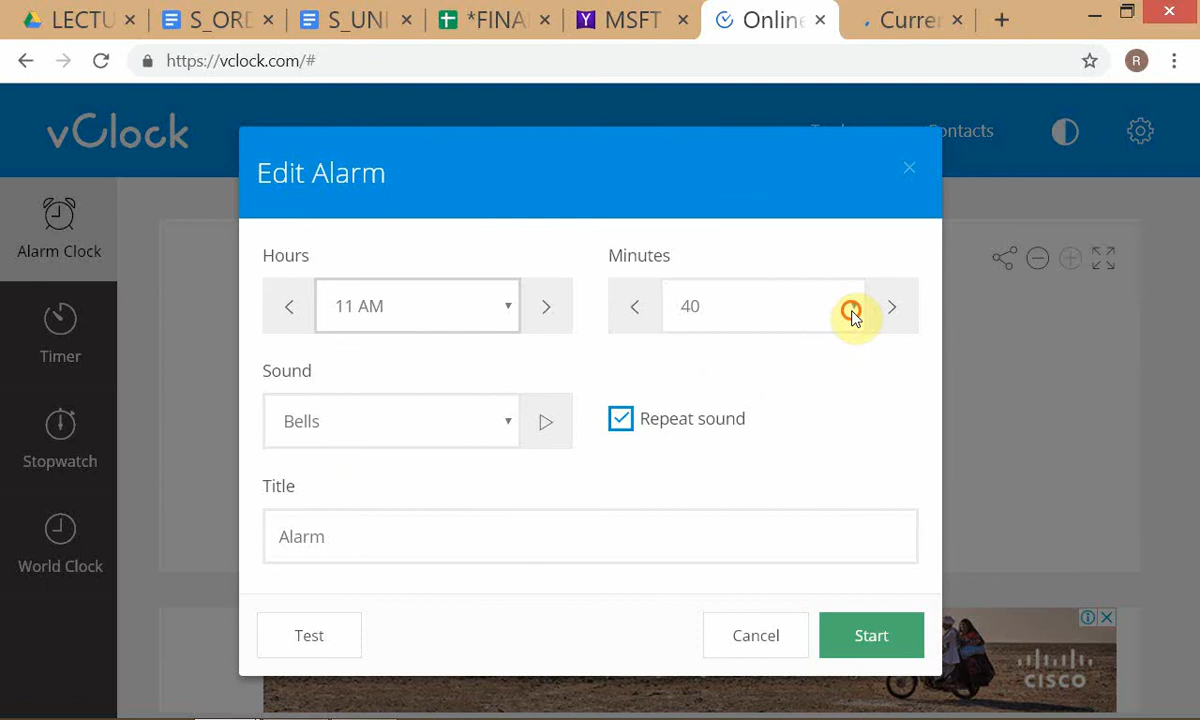 LECTU
S_ORD
S_UNI
*FINA
MSFT
Online
Curre
https://vclock.com/#
R
vClock
Contacts
Edit Alarm
Alarm Clock
Hours
Minutes
11 AM
40
Timer
Sound
Bells
Repeat sound
Stopwatch
Title
Alarm
World Clock
Test
Cancel
Start
CISCO